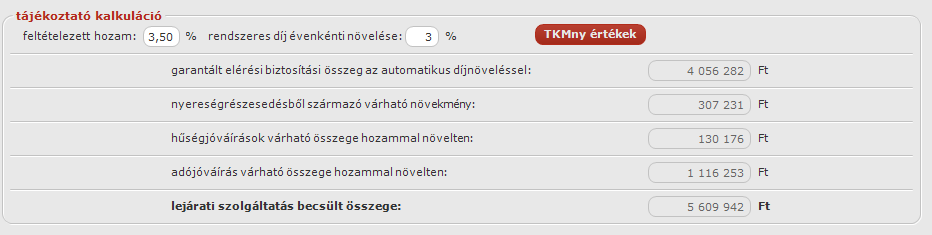 tájékoztató kalkuláció
feltételezett hozam: 3,50 % rendszeres díj évenkénti növelése: 3 % TKMny értékek
garantált elérési biztosítási összeg az automatikus díjnöveléssel: 4 056 282 Ft
nyereségrészesedésből származó várható növekmény: 307 231 Ft
hűségjóváírások várható összege hozammal növelten: 130 176 Ft
adójóváírás várható összege hozammal növelten: 1 116 253 Ft
lejárati szolgáltatás becsült összege: 5 609 942 Ft